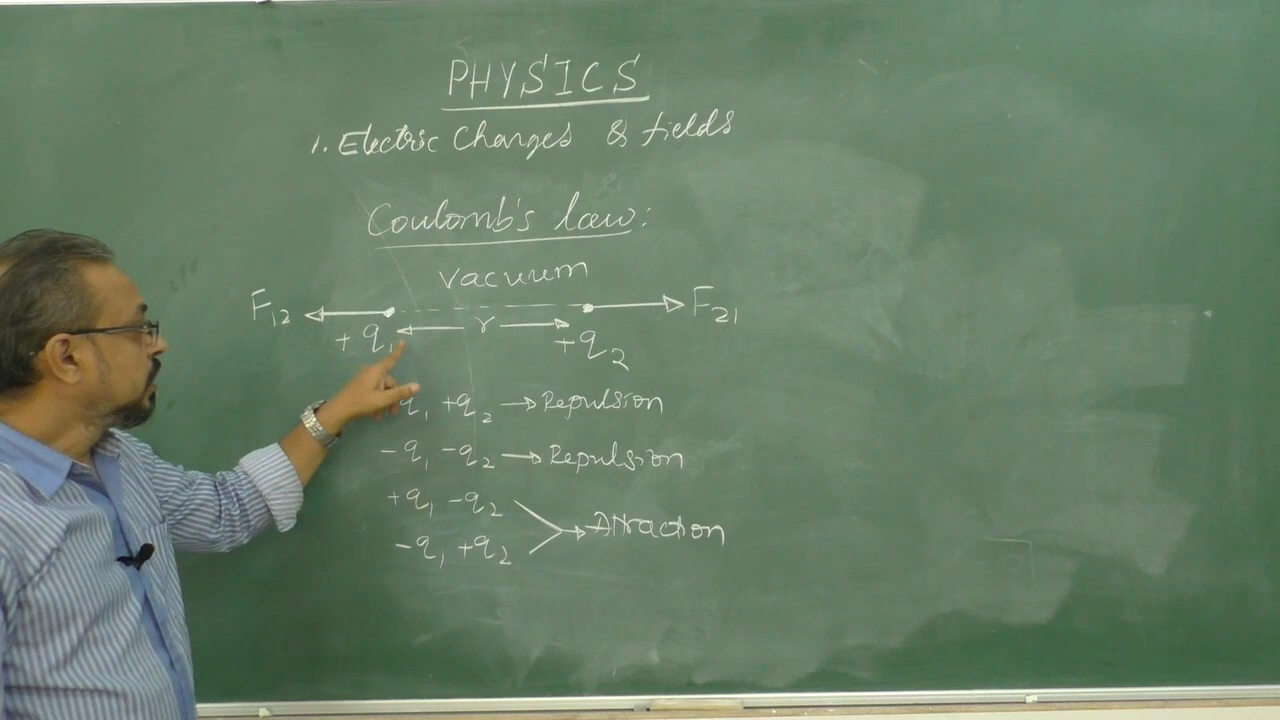 PHYSICS
1. Electric Charges & fields
Coulomb's law:
vacuum
F12 F21
+q1 r +q2
q1 +q2 → Repulsion
-q1 -q2 → Repulsion
+q1 -q2
→ Attraction
-q1 +q2